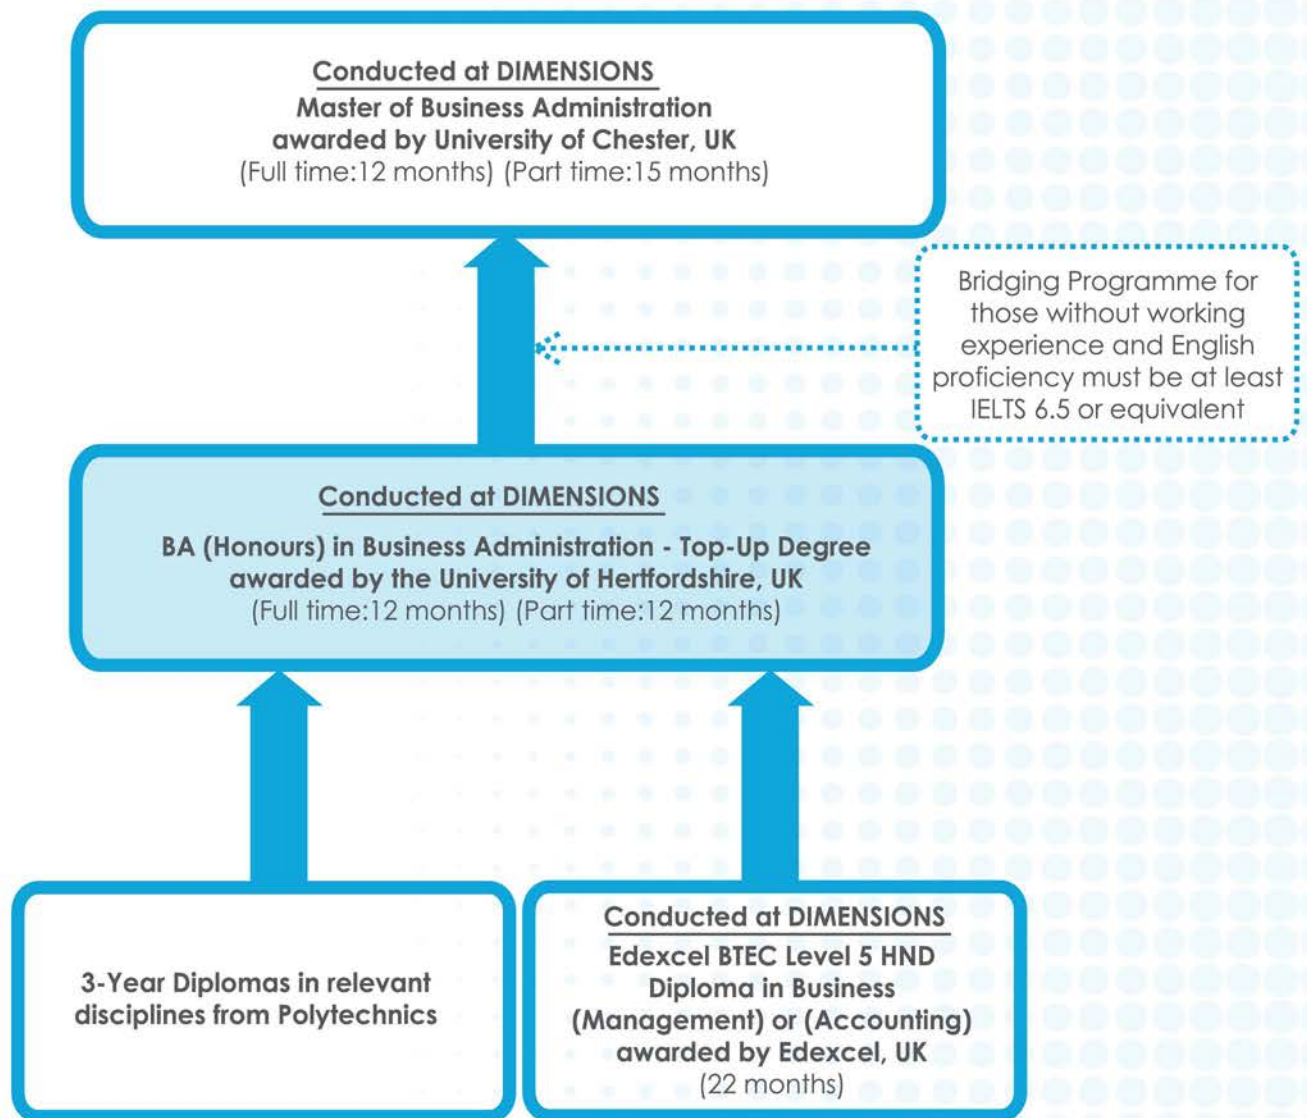 Conducted at DIMENSIONS
Master of Business Administration
awarded by University of Chester, UK
(Full time:12 months) (Part time:15 months)
Bridging Programme for
those without working
experience and English
proficiency must be at least
IELTS 6.5 or equivalent
Conducted at DIMENSIONS
BA (Honours) in Business Administration - Top-Up Degree
awarded by the University of Hertfordshire, UK
(Full time:12 months) (Part time:12 months)
3-Year Diplomas in relevant
disciplines from Polytechnics
Conducted at DIMENSIONS
Edexcel BTEC Level 5 HND
Diploma in Business
(Management) or (Accounting)
awarded by Edexcel, UK
(22 months)